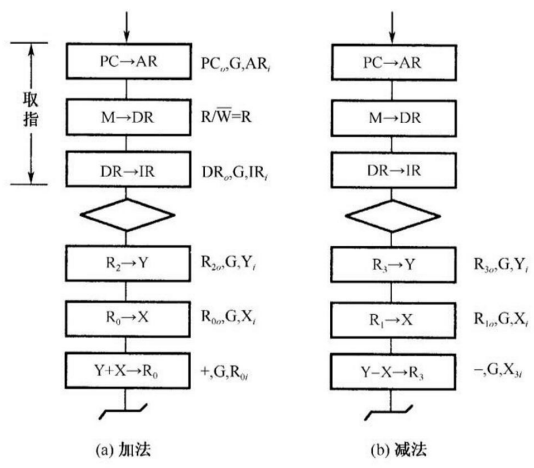 取指
PC→AR
PCₒ,G,ARᵢ
M→DR
R/W̅=R
DR→IR
DRₒ,G,IRᵢ
R₂→Y
R₂ₒ,G,Yᵢ
R₀→X
R₀ₒ,G,Xᵢ
Y+X→R₀
+,G,R₀ᵢ
(a) 加法
PC→AR
M→DR
DR→IR
R₃→Y
R₃ₒ,G,Yᵢ
R₁→X
R₁ₒ,G,Xᵢ
Y−X→R₃
−,G,X₃ᵢ
(b) 减法